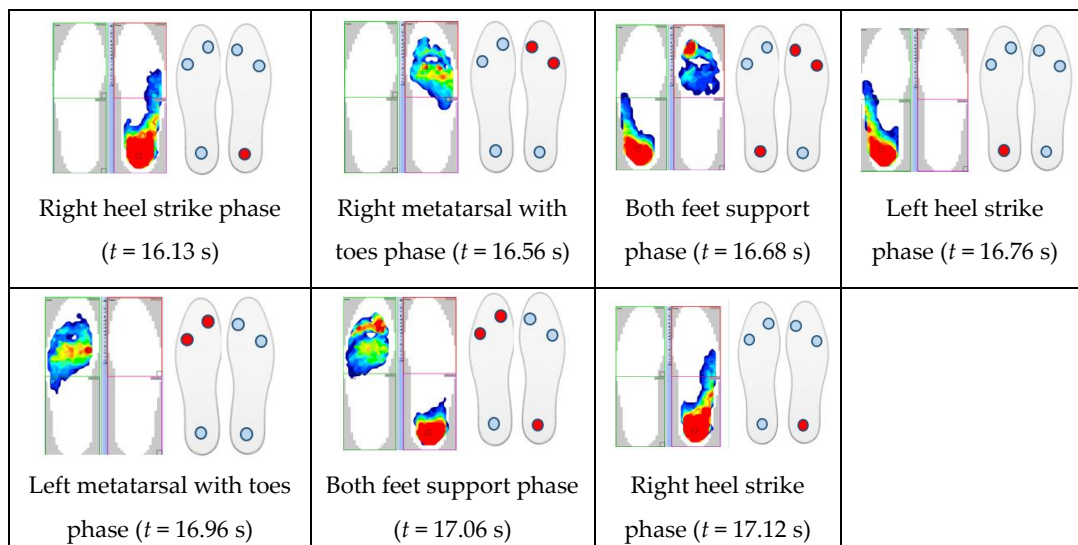 Right heel strike phase
(t = 16.13 s)
Right metatarsal with
toes phase (t = 16.56 s)
Both feet support
phase (t = 16.68 s)
Left heel strike
phase (t = 16.76 s)
Left metatarsal with toes
phase (t = 16.96 s)
Both feet support phase
(t = 17.06 s)
Right heel strike
phase (t = 17.12 s)